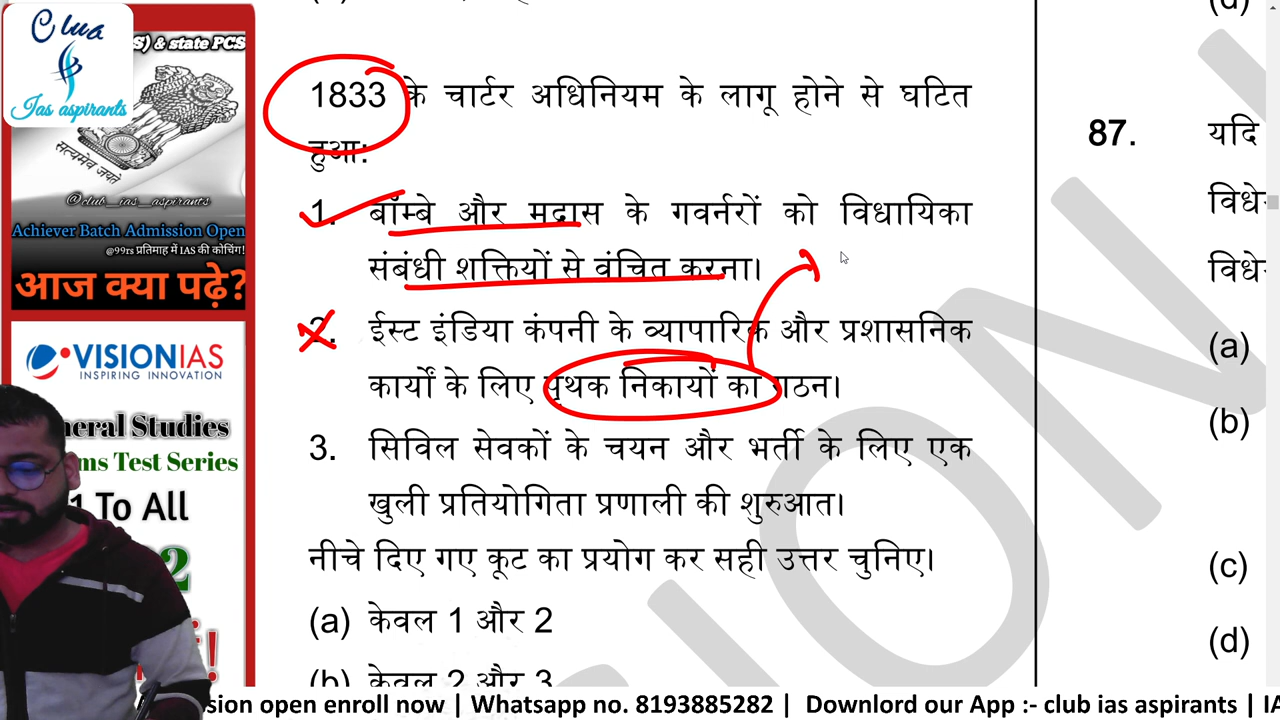 Club
Ias aspirants
S) & state PCS
सत्यमेव जयते
@club_ias_aspirants
Achiever Batch Admission Open
@99rs प्रतिमाह में IAS की कोचिंग!
आज क्या पढ़े?
VISIONIAS
INSPIRING INNOVATION
neral Studies
ms Test Series
1 To All
2
1833 के चार्टर अधिनियम के लागू होने से घटित
हुआ:
1. बॉम्बे और मद्रास के गवर्नरों को विधायिका
संबंधी शक्तियों से वंचित करना।
2. ईस्ट इंडिया कंपनी के व्यापारिक और प्रशासनिक
कार्यों के लिए पृथक निकायों का गठन।
3. सिविल सेवकों के चयन और भर्ती के लिए एक
खुली प्रतियोगिता प्रणाली की शुरुआत।
नीचे दिए गए कूट का प्रयोग कर सही उत्तर चुनिए।
(a) केवल 1 और 2
(b) केवल 2 और 3
(d)
87. यदि
विधे
विधे
(a)
(b)
(c)
(d)
sion open enroll now | Whatsapp no. 8193885282 | Downlord our App :- club ias aspirants | IA